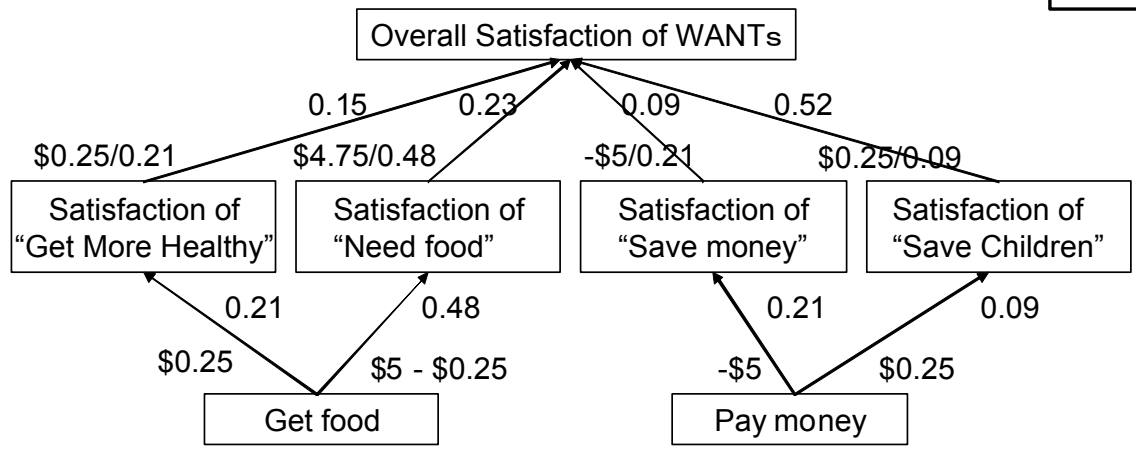 Overall Satisfaction of WANTs
0.15
0.23
0.09
0.52
$0.25/0.21
$4.75/0.48
-$5/0.21
$0.25/0.09
Satisfaction of
“Get More Healthy”
Satisfaction of
“Need food”
Satisfaction of
“Save money”
Satisfaction of
“Save Children”
0.21
0.48
0.21
0.09
$0.25
$5 - $0.25
-$5
$0.25
Get food
Pay money